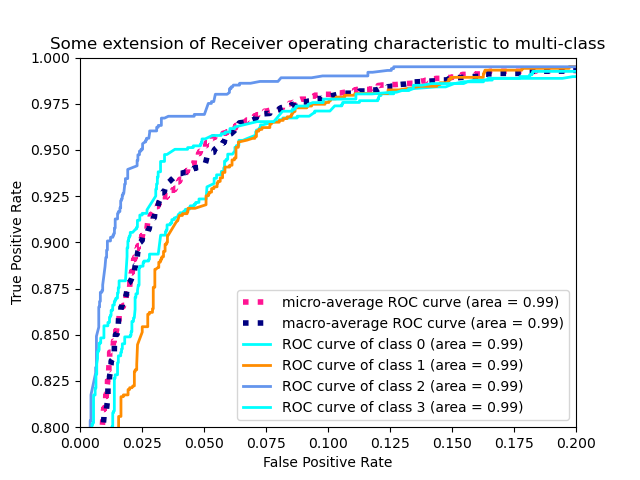 Some extension of Receiver operating characteristic to multi-class
1.000
0.975
0.950
0.925
0.900
0.875
0.850
0.825
0.800
True Positive Rate
micro-average ROC curve (area = 0.99)
macro-average ROC curve (area = 0.99)
ROC curve of class 0 (area = 0.99)
ROC curve of class 1 (area = 0.99)
ROC curve of class 2 (area = 0.99)
ROC curve of class 3 (area = 0.99)
0.000 0.025 0.050 0.075 0.100 0.125 0.150 0.175 0.200
False Positive Rate